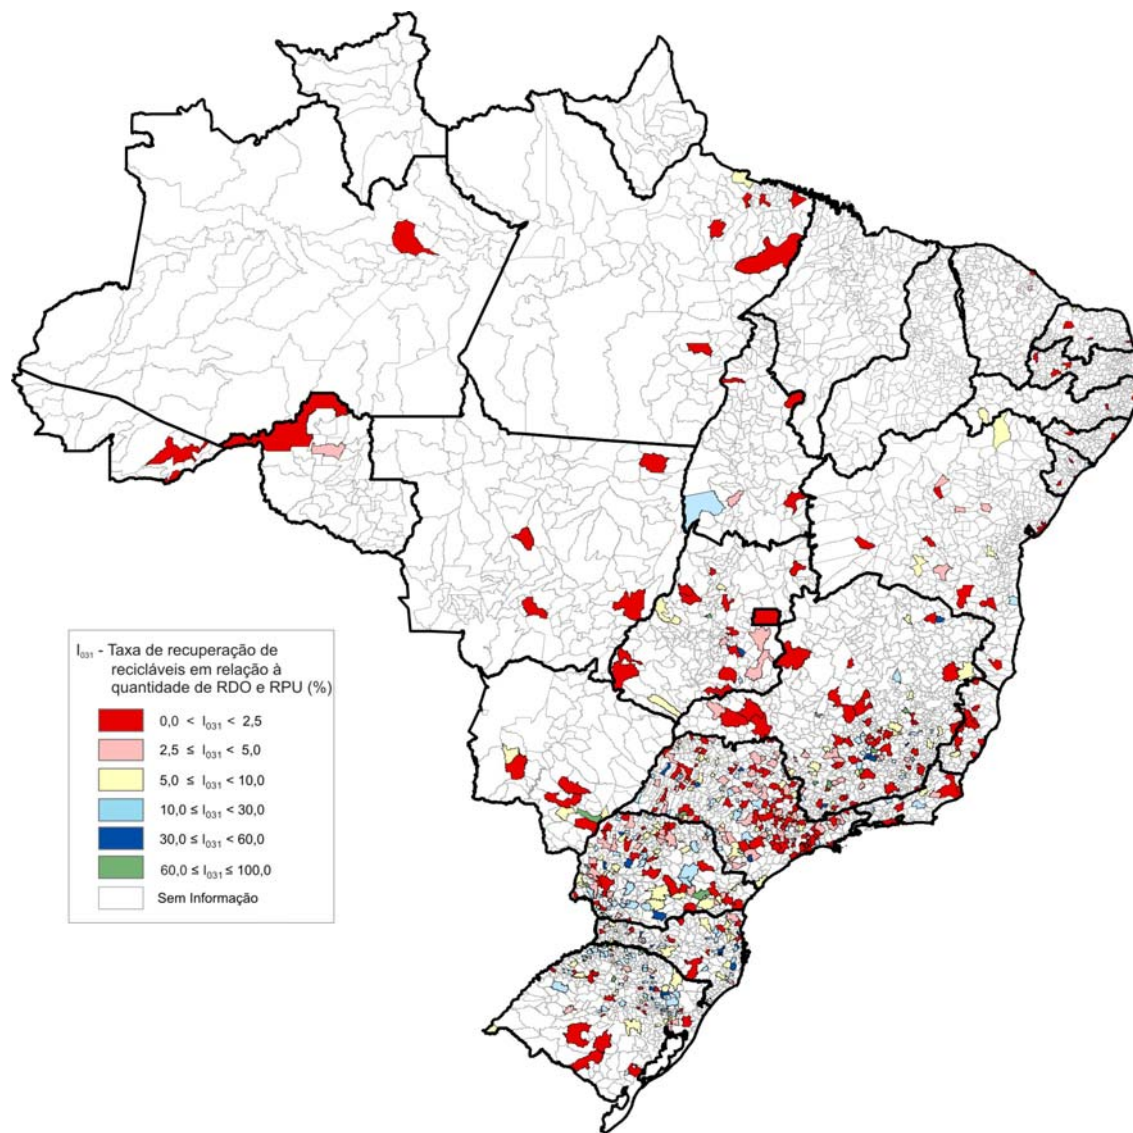 I₀₃₁ - Taxa de recuperação de
recicláveis em relação à
quantidade de RDO e RPU (%)
0,0 < I₀₃₁ < 2,5
2,5 ≤ I₀₃₁ < 5,0
5,0 ≤ I₀₃₁ < 10,0
10,0 ≤ I₀₃₁ < 30,0
30,0 ≤ I₀₃₁ < 60,0
60,0 ≤ I₀₃₁ ≤ 100,0
Sem Informação